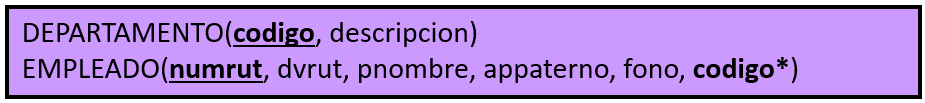 DEPARTAMENTO(codigo, descripcion)
EMPLEADO(numrut, dvrut, pnombre, appaterno, fono, codigo*)